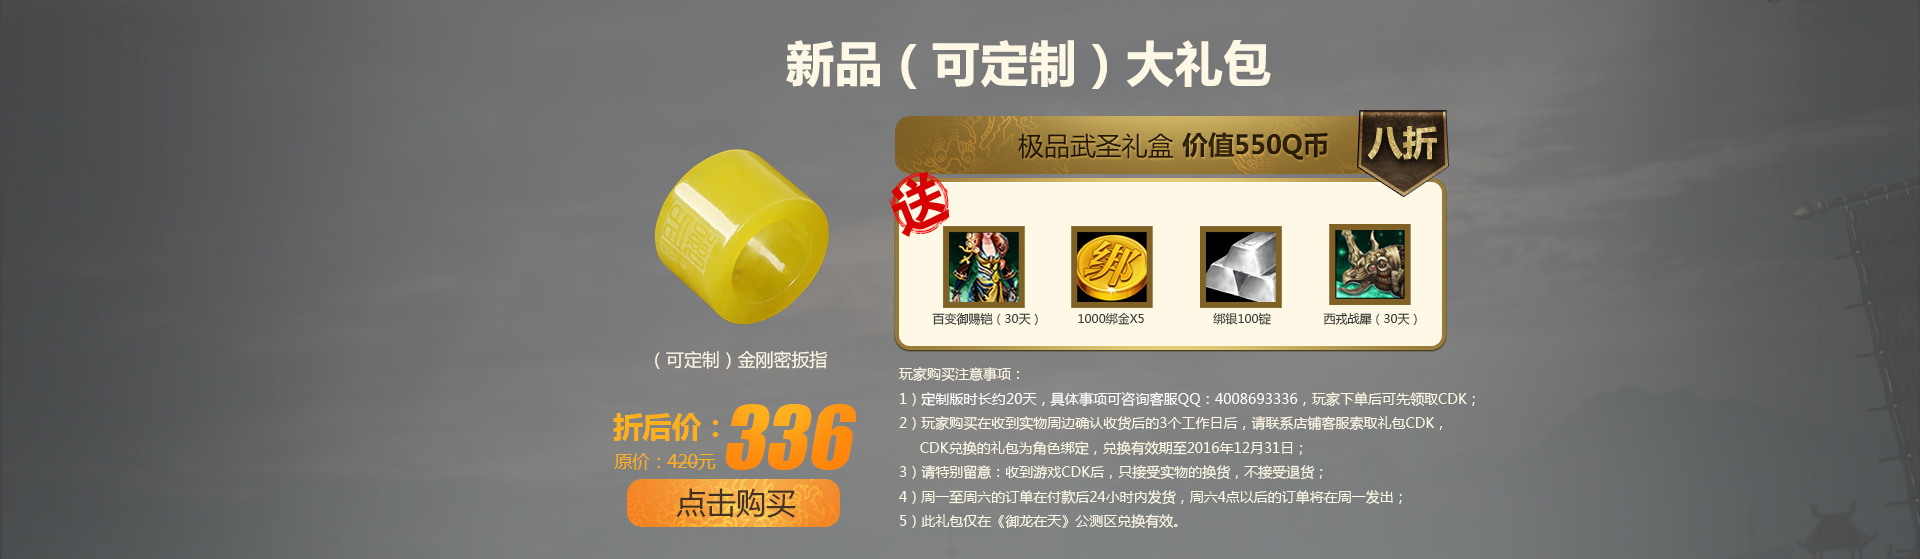 新品（可定制）大礼包
极品武圣礼盒 价值550Q币
八折
送
绑
百变御赐铠（30天）
1000绑金X5
绑银100锭
西戎战犀（30天）
（可定制）金刚密扳指
折后价：336
原价：420元
点击购买
玩家购买注意事项：
1）定制版时长约20天，具体事项可咨询客服QQ：4008693336，玩家下单后可先领取CDK；
2）玩家购买在收到实物周边确认收货后的3个工作日后，请联系店铺客服索取礼包CDK，
CDK兑换的礼包为角色绑定，兑换有效期至2016年12月31日；
3）请特别留意：收到游戏CDK后，只接受实物的换货，不接受退货；
4）周一至周六的订单在付款后24小时内发货，周六4点以后的订单将在周一发出；
5）此礼包仅在《御龙在天》公测区兑换有效。